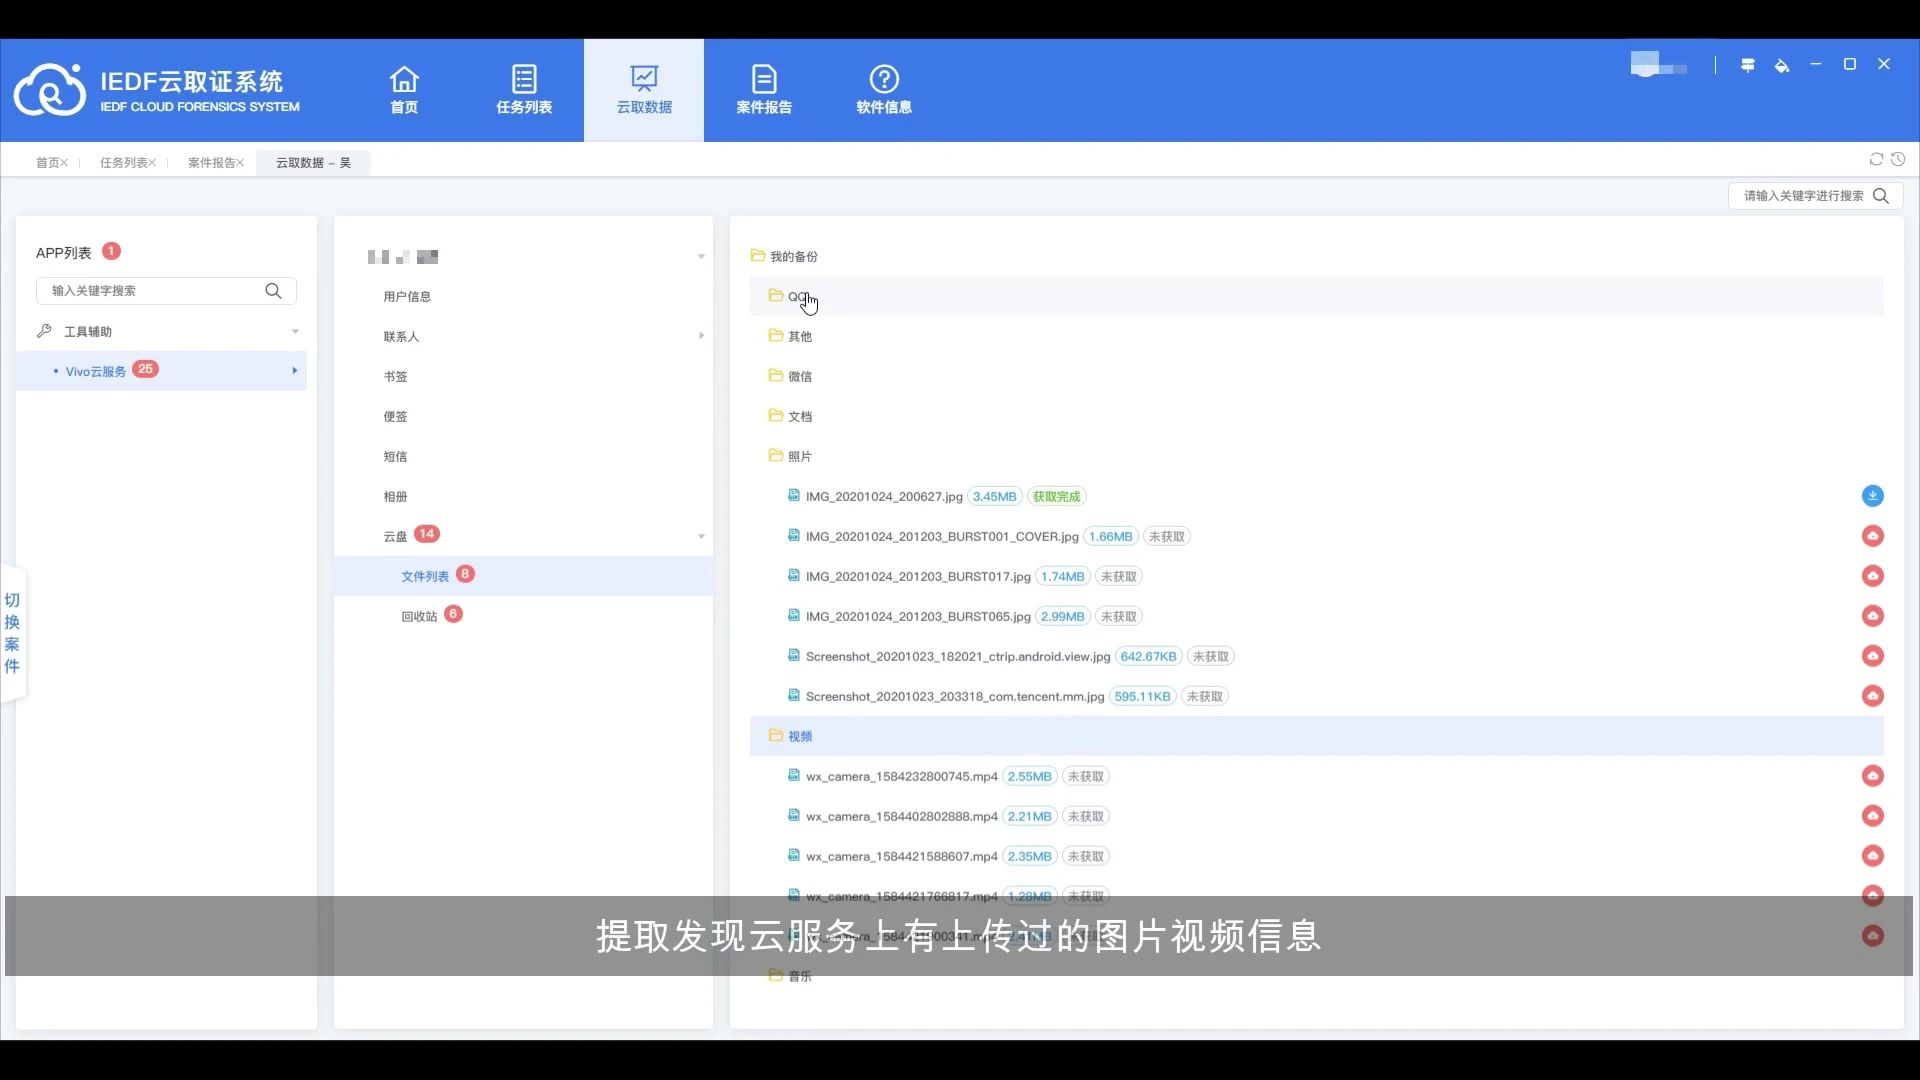 IEDF云取证系统
IEDF CLOUD FORENSICS SYSTEM
首页
任务列表
云取数据
案件报告
软件信息
首页×
任务列表×
案件报告×
云取数据 – 吴
请输入关键字进行搜索
APP列表 1
输入关键字搜索
工具辅助
Vivo云服务 25
切换案件
用户信息
联系人
书签
便签
短信
相册
云盘 14
文件列表 8
回收站 6
我的备份
QQ
其他
微信
文档
照片
IMG_20201024_200627.jpg 3.45MB 获取完成
IMG_20201024_201203_BURST001_COVER.jpg 1.66MB 未获取
IMG_20201024_201203_BURST017.jpg 1.74MB 未获取
IMG_20201024_201203_BURST065.jpg 2.99MB 未获取
Screenshot_20201023_182021_ctrip.android.view.jpg 642.67KB 未获取
Screenshot_20201023_203318_com.tencent.mm.jpg 595.11KB 未获取
视频
wx_camera_1584232800745.mp4 2.55MB 未获取
wx_camera_1584402802888.mp4 2.21MB 未获取
wx_camera_1584421588607.mp4 2.35MB 未获取
wx_camera_1584421766817.mp4 1.28MB 未获取
提取发现云服务上有上传过的图片视频信息
音乐